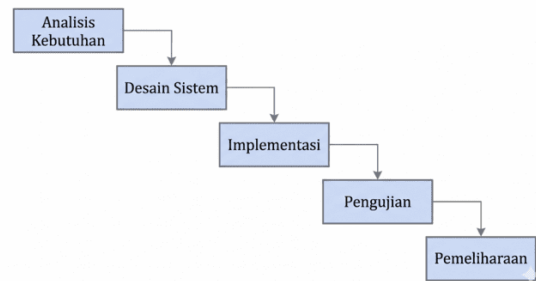 Analisis
Kebutuhan
Desain Sistem
Implementasi
Pengujian
Pemeliharaan